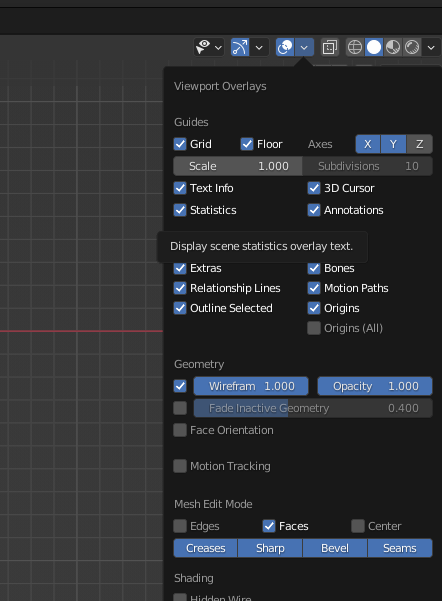 Viewport Overlays
Guides
Grid Floor Axes X Y Z
Scale 1.000 Subdivisions 10
Text Info 3D Cursor
Statistics Annotations
Display scene statistics overlay text.
Extras Bones
Relationship Lines Motion Paths
Outline Selected Origins
Origins (All)
Geometry
Wirefram 1.000 Opacity 1.000
Fade Inactive Geometry 0.400
Face Orientation
Motion Tracking
Mesh Edit Mode
Edges Faces Center
Creases Sharp Bevel Seams
Shading
Hidden Wire